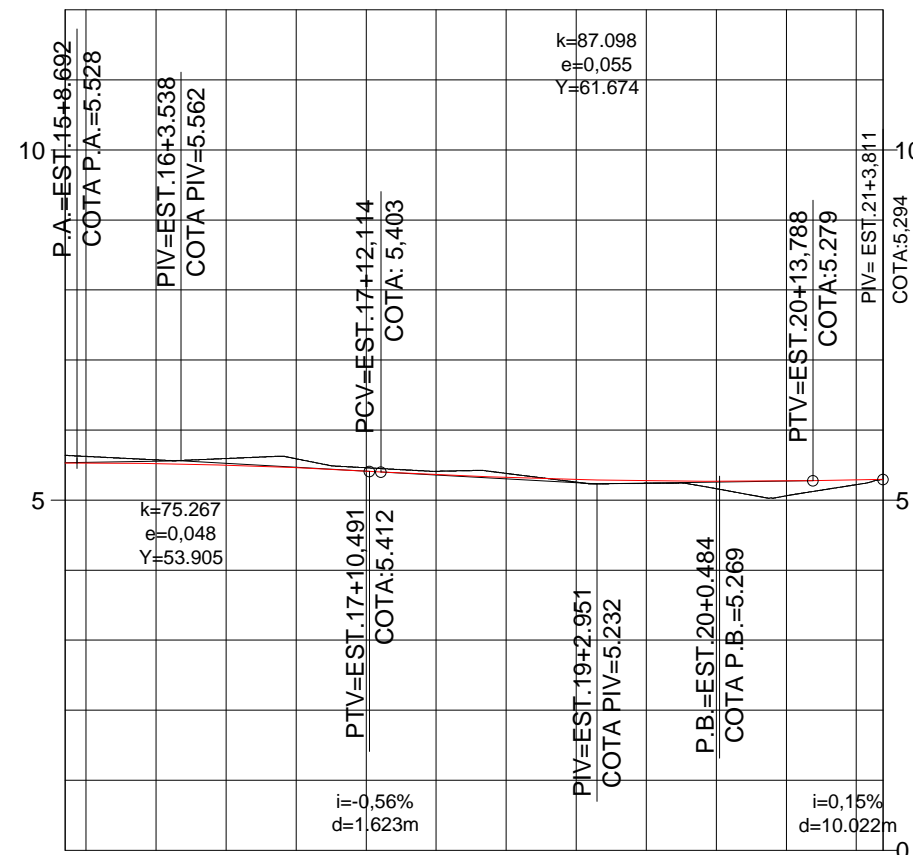 k=87.098
e=0,055
Y=61.674
P.A.=EST.15+8.692
COTA P.A.=5.528
PIV=EST.16+3.538
COTA PIV=5.562
PCV=EST.17+12,114
COTA: 5,403
PTV=EST.20+13,788
COTA:5.279
PIV= EST.21+3,811
COTA:5,294
10
10
5
k=75.267
e=0,048
Y=53.905
PTV=EST.17+10,491
COTA:5.412
PIV=EST.19+2.951
COTA PIV=5.232
P.B.=EST.20+0.484
COTA P.B.=5.269
i=-0,56%
d=1.623m
i=0,15%
d=10.022m
0